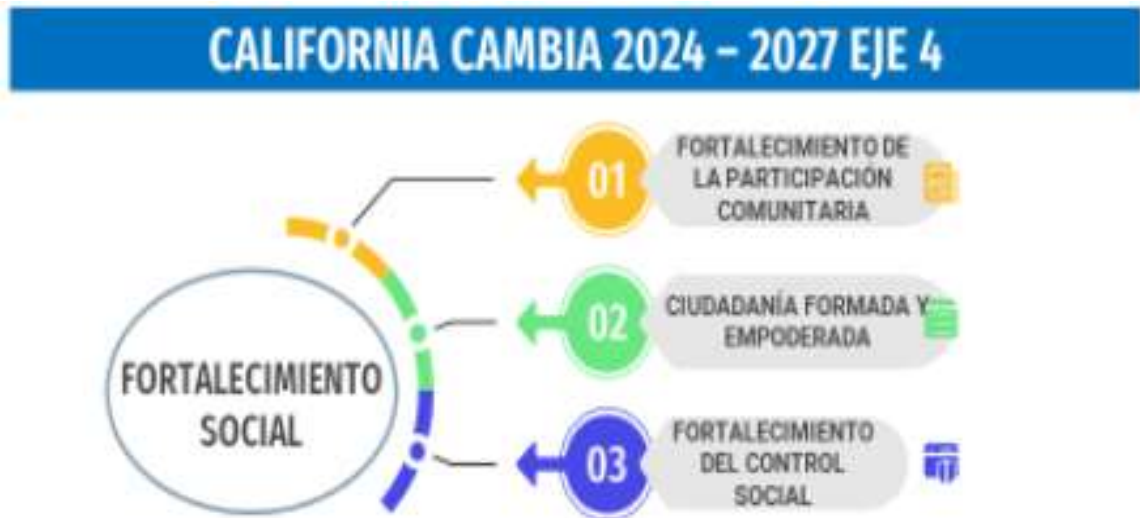 CALIFORNIA CAMBIA 2024 – 2027 EJE 4
01
FORTALECIMIENTO DE
LA PARTICIPACIÓN
COMUNITARIA
02
CIUDADANÍA FORMADA Y
EMPODERADA
FORTALECIMIENTO
SOCIAL
03
FORTALECIMIENTO
DEL CONTROL
SOCIAL